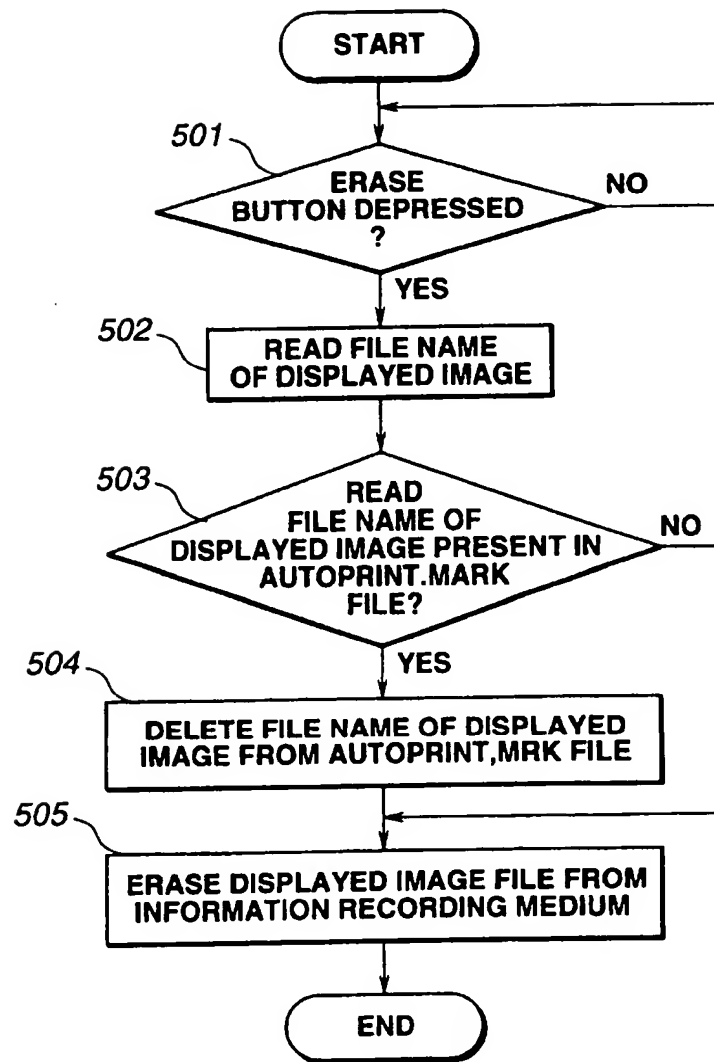 START
501
ERASE
BUTTON DEPRESSED
?
NO
YES
502
READ FILE NAME
OF DISPLAYED IMAGE
503
READ
FILE NAME OF
DISPLAYED IMAGE PRESENT IN
AUTOPRINT.MARK
FILE?
NO
YES
504
DELETE FILE NAME OF DISPLAYED
IMAGE FROM AUTOPRINT,MRK FILE
505
ERASE DISPLAYED IMAGE FILE FROM
INFORMATION RECORDING MEDIUM
END